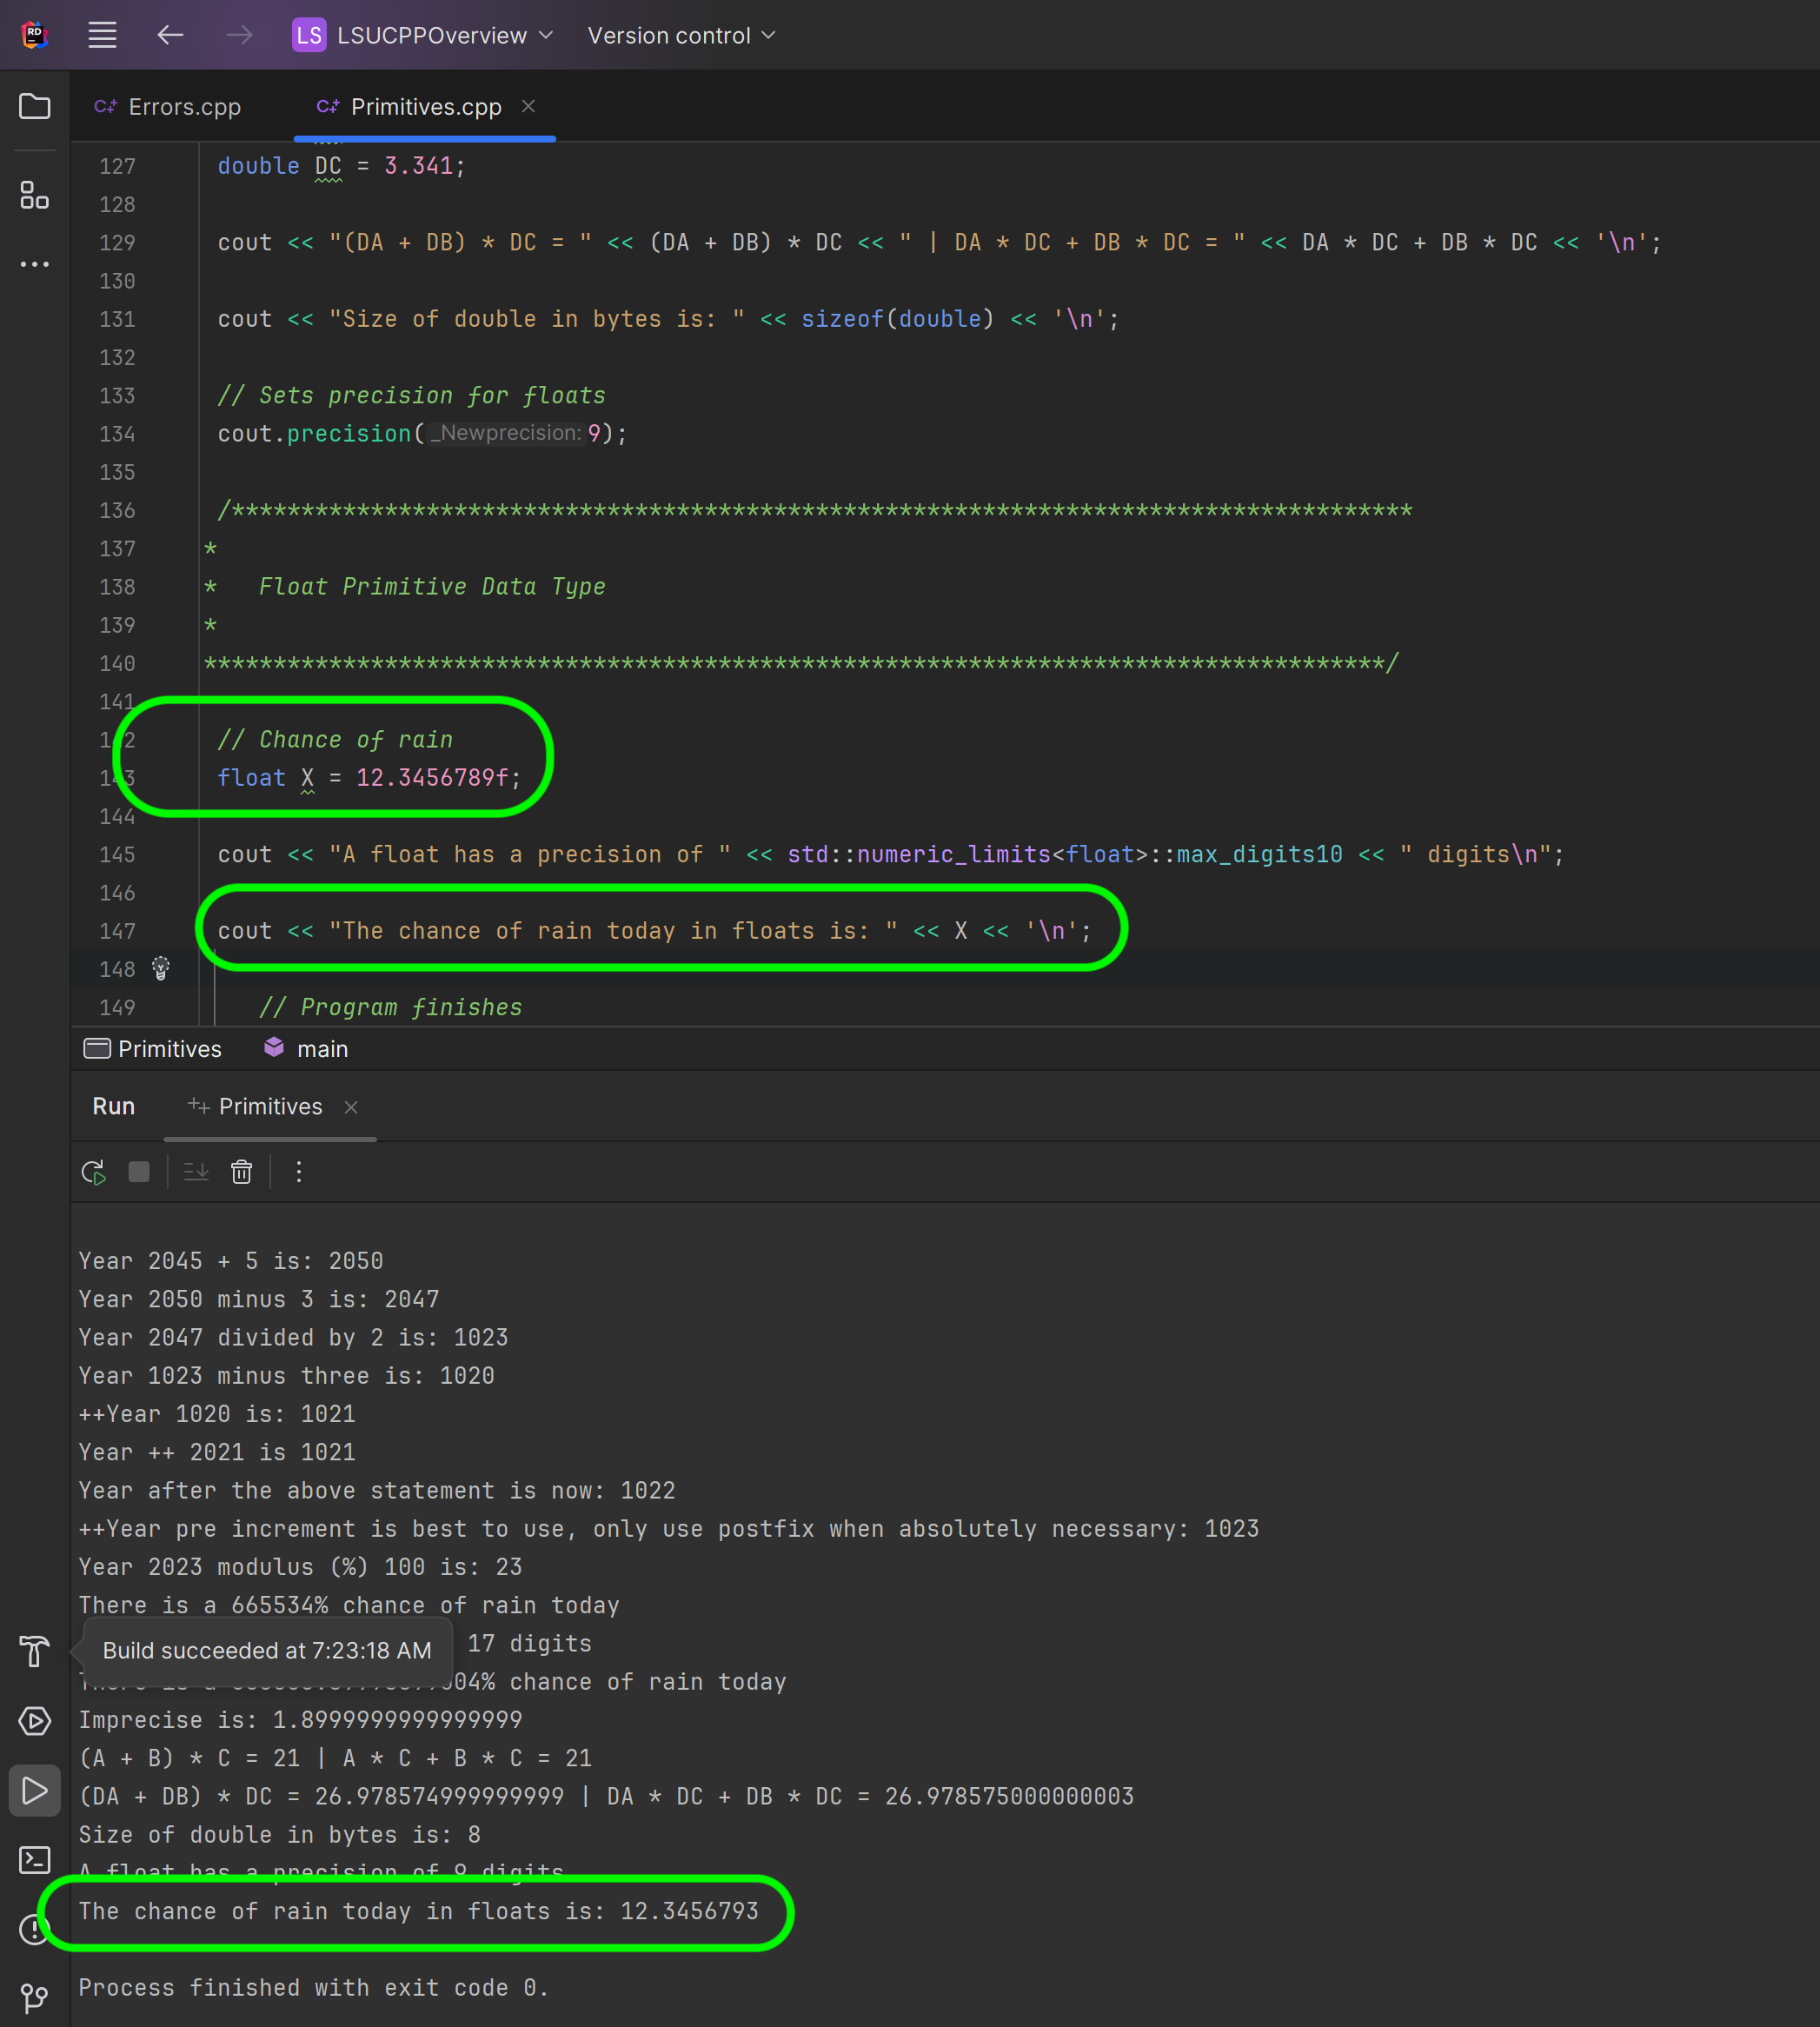 LS LSUCPPOverview Version control
Errors.cpp Primitives.cpp
127 double DC = 3.341;
128
129 cout << "(DA + DB) * DC = " << (DA + DB) * DC << " | DA * DC + DB * DC = " << DA * DC + DB * DC << '\n';
130
131 cout << "Size of double in bytes is: " << sizeof(double) << '\n';
132
133 // Sets precision for floats
134 cout.precision(_Newprecision:9);
135
136 /*************************************************************************************
137 *
138 * Float Primitive Data Type
139 *
140 *************************************************************************************/
141
142 // Chance of rain
143 float X = 12.3456789f;
144
145 cout << "A float has a precision of " << std::numeric_limits<float>::max_digits10 << " digits\n";
146
147 cout << "The chance of rain today in floats is: " << X << '\n';
148
149 // Program finishes
Primitives main
Run Primitives
Year 2045 + 5 is: 2050
Year 2050 minus 3 is: 2047
Year 2047 divided by 2 is: 1023
Year 1023 minus three is: 1020
++Year 1020 is: 1021
Year ++ 2021 is 1021
Year after the above statement is now: 1022
++Year pre increment is best to use, only use postfix when absolutely necessary: 1023
Year 2023 modulus (%) 100 is: 23
There is a 665534% chance of rain today
17 digits
Build succeeded at 7:23:18 AM
% chance of rain today
Imprecise is: 1.8999999999999999
(A + B) * C = 21 | A * C + B * C = 21
(DA + DB) * DC = 26.978574999999999 | DA * DC + DB * DC = 26.978575000000003
Size of double in bytes is: 8
A float has a precision of 9 digits
The chance of rain today in floats is: 12.3456793
Process finished with exit code 0.